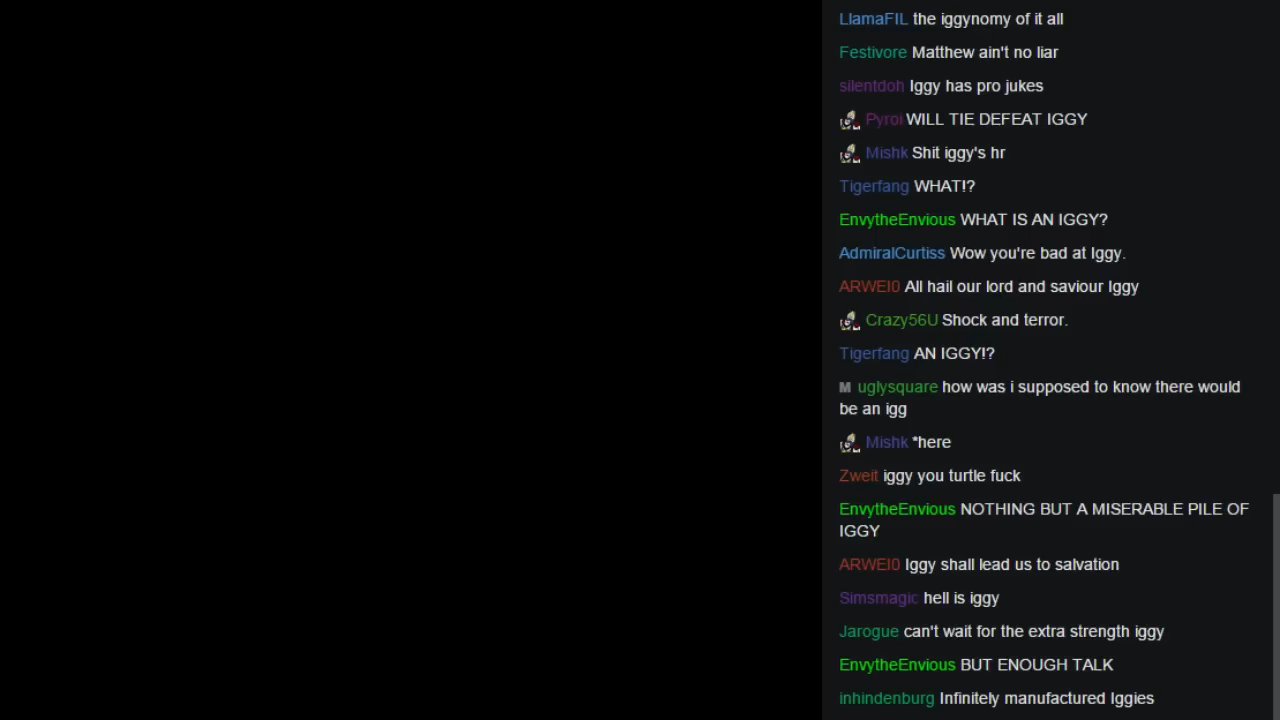 LlamaFIL the iggynomy of it all
Festivore Matthew ain't no liar
silentdoh Iggy has pro jukes
Pyroi WILL TIE DEFEAT IGGY
Mishk Shit iggy's hr
Tigerfang WHAT!?
EnvytheEnvious WHAT IS AN IGGY?
AdmiralCurtiss Wow you're bad at Iggy.
ARWEI0 All hail our lord and saviour Iggy
Crazy56U Shock and terror.
Tigerfang AN IGGY!?
M uglysquare how was i supposed to know there would
be an igg
Mishk *here
Zweit iggy you turtle fuck
EnvytheEnvious NOTHING BUT A MISERABLE PILE OF
IGGY
ARWEI0 Iggy shall lead us to salvation
Simsmagic hell is iggy
Jarogue can't wait for the extra strength iggy
EnvytheEnvious BUT ENOUGH TALK
inhindenburg Infinitely manufactured Iggies